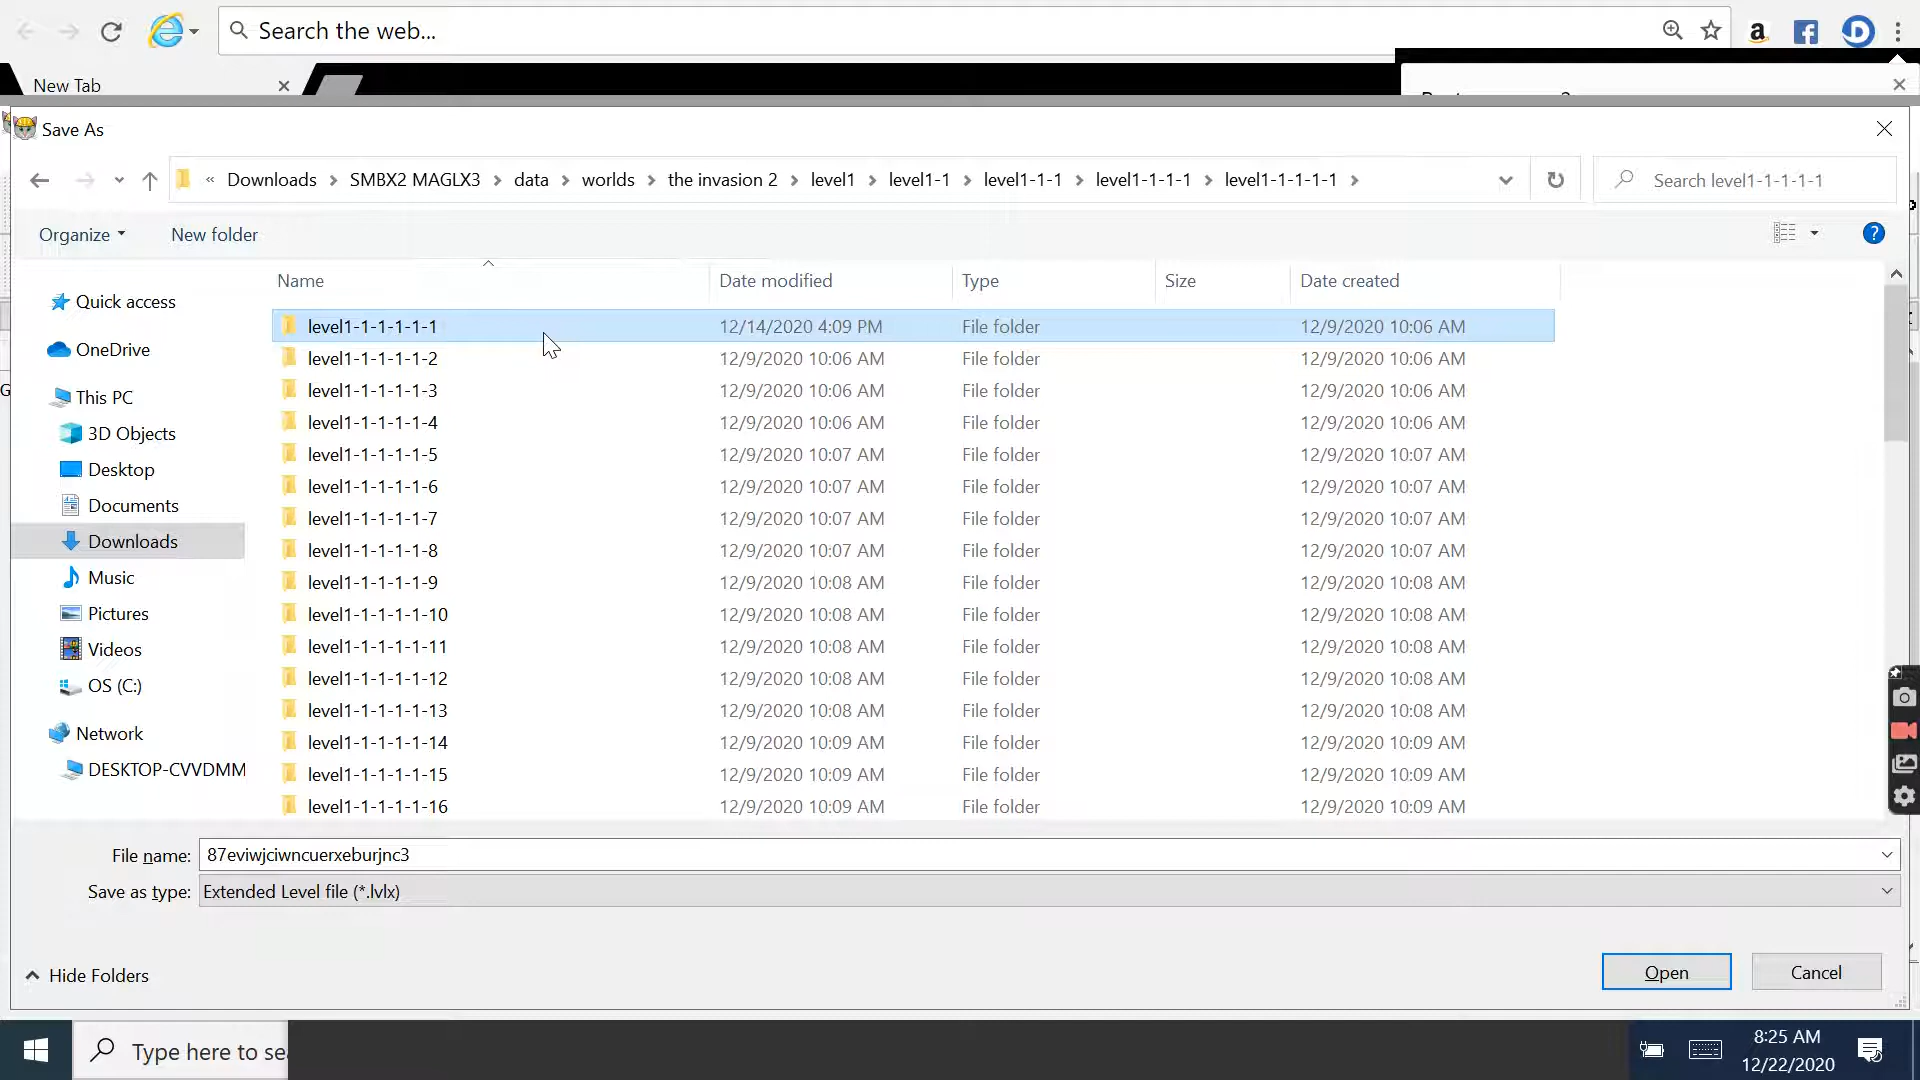 Search the web...
New Tab
Save As
« Downloads > SMBX2 MAGLX3 > data > worlds > the invasion 2 > level1 > level1-1 > level1-1-1 > level1-1-1-1 > level1-1-1-1-1 >
Search level1-1-1-1-1
Organize
New folder
Name Date modified Type Size Date created
Quick access
OneDrive
This PC
3D Objects
Desktop
Documents
Downloads
Music
Pictures
Videos
OS (C:)
Network
DESKTOP-CVVDMM
level1-1-1-1-1-1 12/14/2020 4:09 PM File folder 12/9/2020 10:06 AM
level1-1-1-1-1-2 12/9/2020 10:06 AM File folder 12/9/2020 10:06 AM
level1-1-1-1-1-3 12/9/2020 10:06 AM File folder 12/9/2020 10:06 AM
level1-1-1-1-1-4 12/9/2020 10:06 AM File folder 12/9/2020 10:06 AM
level1-1-1-1-1-5 12/9/2020 10:07 AM File folder 12/9/2020 10:07 AM
level1-1-1-1-1-6 12/9/2020 10:07 AM File folder 12/9/2020 10:07 AM
level1-1-1-1-1-7 12/9/2020 10:07 AM File folder 12/9/2020 10:07 AM
level1-1-1-1-1-8 12/9/2020 10:07 AM File folder 12/9/2020 10:07 AM
level1-1-1-1-1-9 12/9/2020 10:08 AM File folder 12/9/2020 10:08 AM
level1-1-1-1-1-10 12/9/2020 10:08 AM File folder 12/9/2020 10:08 AM
level1-1-1-1-1-11 12/9/2020 10:08 AM File folder 12/9/2020 10:08 AM
level1-1-1-1-1-12 12/9/2020 10:08 AM File folder 12/9/2020 10:08 AM
level1-1-1-1-1-13 12/9/2020 10:08 AM File folder 12/9/2020 10:08 AM
level1-1-1-1-1-14 12/9/2020 10:09 AM File folder 12/9/2020 10:09 AM
level1-1-1-1-1-15 12/9/2020 10:09 AM File folder 12/9/2020 10:09 AM
level1-1-1-1-1-16 12/9/2020 10:09 AM File folder 12/9/2020 10:09 AM
File name: 87eviwjciwncuerxeburjnc3
Save as type: Extended Level file (*.lvlx)
Hide Folders
Open
Cancel
Type here to sea
8:25 AM
12/22/2020